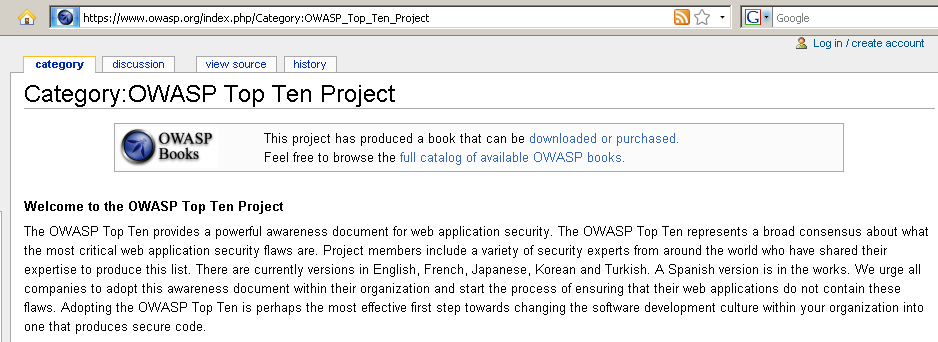 https://www.owasp.org/index.php/Category:OWASP_Top_Ten_Project
G Google
Log in / create account
category discussion view source history
Category:OWASP Top Ten Project
OWASP Books
This project has produced a book that can be downloaded or purchased.
Feel free to browse the full catalog of available OWASP books.
Welcome to the OWASP Top Ten Project
The OWASP Top Ten provides a powerful awareness document for web application security. The OWASP Top Ten represents a broad consensus about what
the most critical web application security flaws are. Project members include a variety of security experts from around the world who have shared their
expertise to produce this list. There are currently versions in English, French, Japanese, Korean and Turkish. A Spanish version is in the works. We urge all
companies to adopt this awareness document within their organization and start the process of ensuring that their web applications do not contain these
flaws. Adopting the OWASP Top Ten is perhaps the most effective first step towards changing the software development culture within your organization into
one that produces secure code.